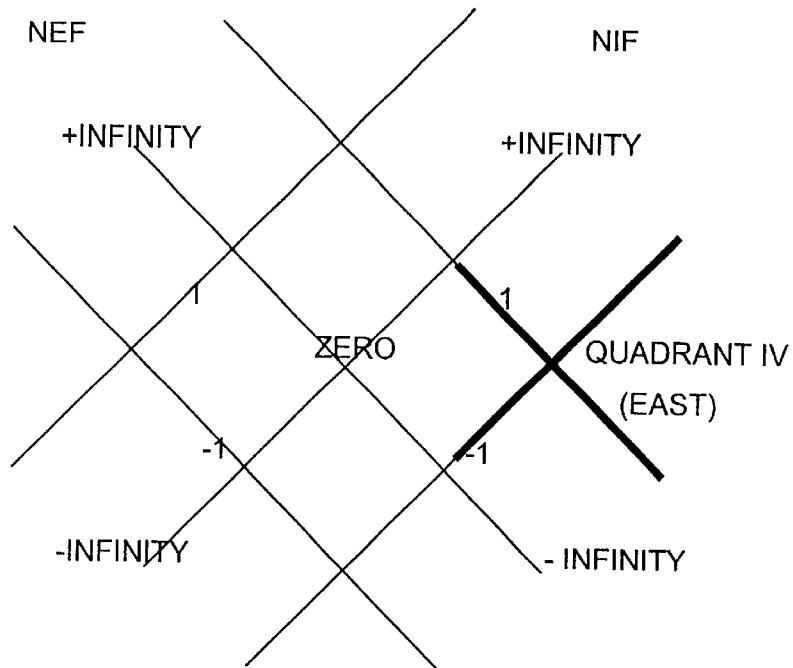 NEF
NIF
+INFINITY
+INFINITY
1
1
ZERO
QUADRANT IV
(EAST)
-1
-1
-INFINITY
- INFINITY